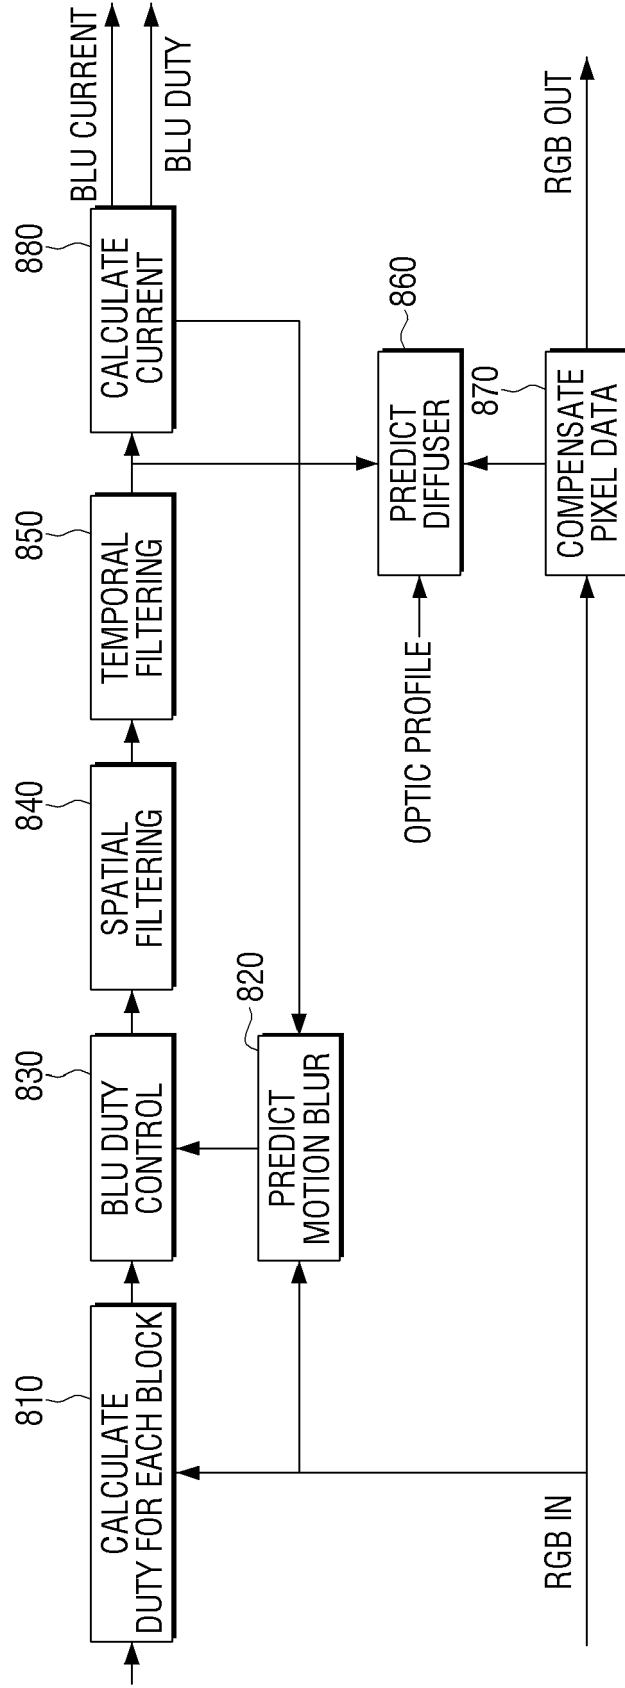 810
CALCULATE
DUTY FOR EACH BLOCK
830
BLU DUTY
CONTROL
840
SPATIAL
FILTERING
850
TEMPORAL
FILTERING
880
CALCULATE
CURRENT
BLU CURRENT
BLU DUTY
820
PREDICT
MOTION BLUR
OPTIC PROFILE
860
PREDICT
DIFFUSER
RGB IN
870
COMPENSATE
PIXEL DATA
RGB OUT